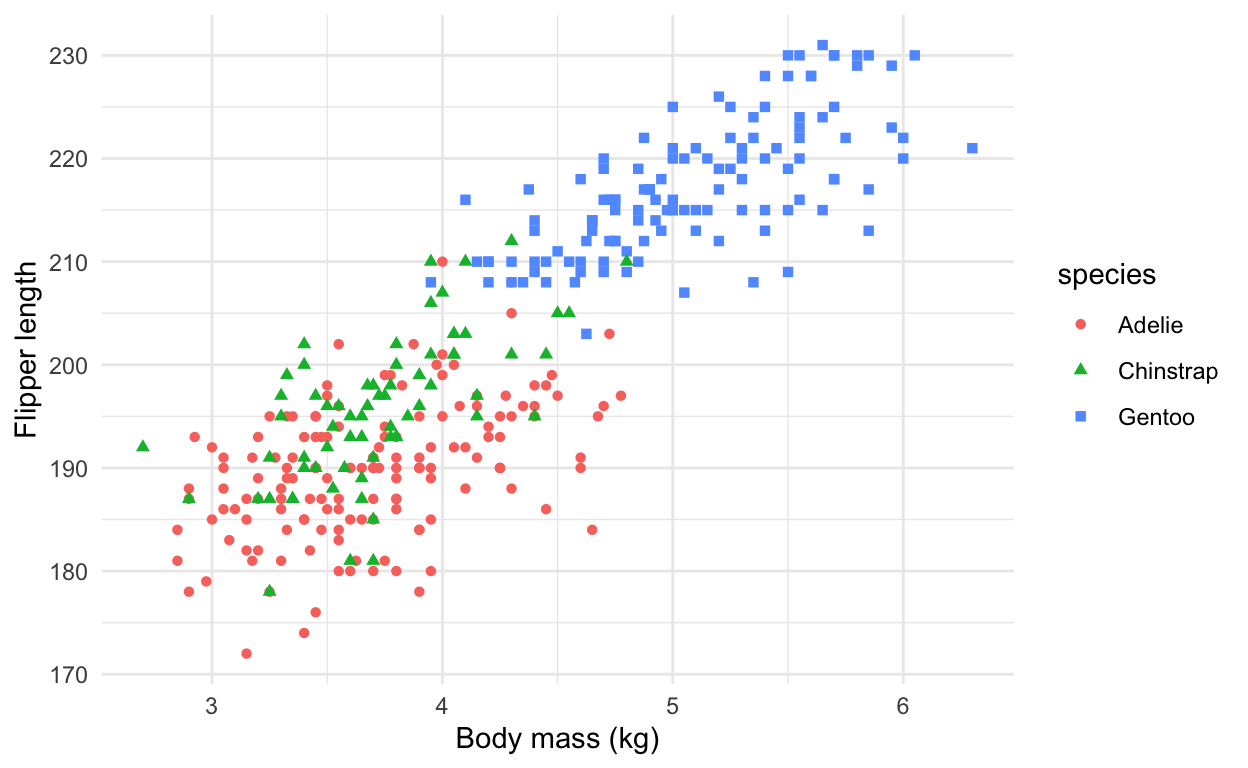 230
220
210
200
190
180
170
Flipper length
3
4
5
6
Body mass (kg)
species
Adelie
Chinstrap
Gentoo